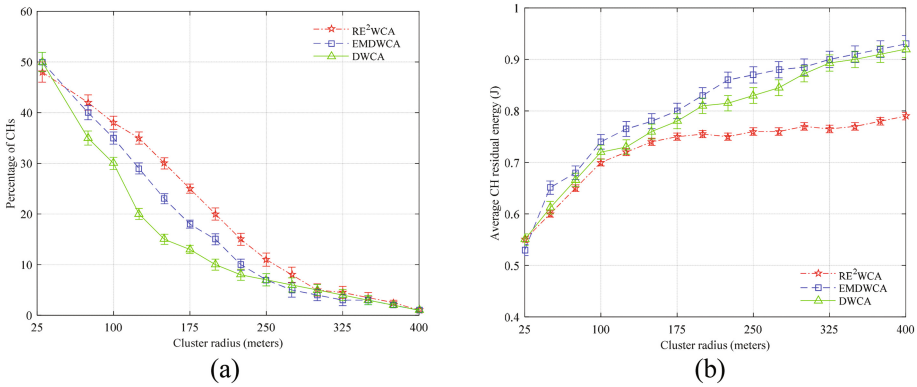 60
50
40
30
20
10
0
Percentage of CHs
RE²WCA
EMDWCA
DWCA
25 100 175 250 325 400
Cluster radius (meters)
(a)
1
0.9
0.8
0.7
0.6
0.5
0.4
Average CH residual energy (J)
RE²WCA
EMDWCA
DWCA
25 100 175 250 325 400
Cluster radius (meters)
(b)